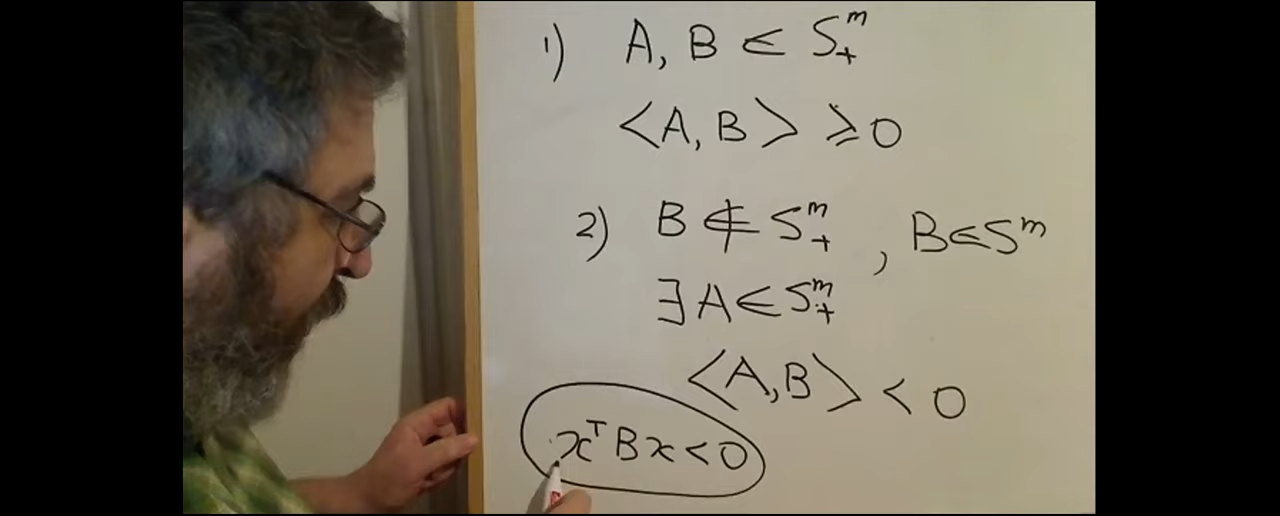 1) A, B ∈ S₊ᵐ
<A, B> ⩾ 0
2) B ∉ S₊ᵐ , B ∈ Sᵐ
∃ A ∈ S₊ᵐ
<A, B> < 0
xᵀBx < 0